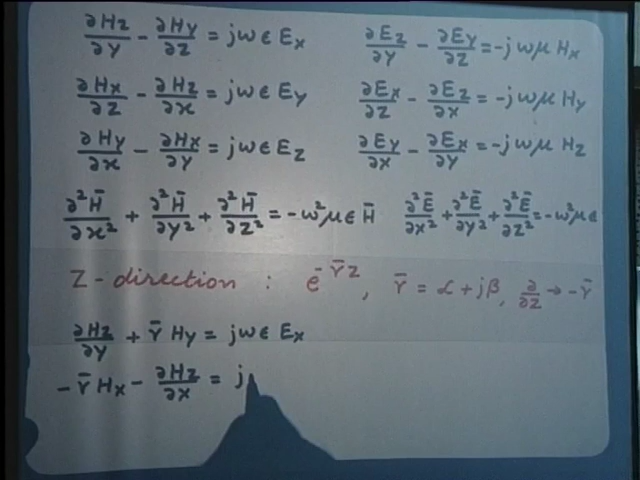 ∂Hz/∂y − ∂Hy/∂z = jωϵ Ex    ∂Ez/∂y − ∂Ey/∂z = −jωμ Hx
∂Hx/∂z − ∂Hz/∂x = jωϵ Ey    ∂Ex/∂z − ∂Ez/∂x = −jωμ Hy
∂Hy/∂x − ∂Hx/∂y = jωϵ Ez    ∂Ey/∂x − ∂Ex/∂y = −jωμ Hz
∂²H̄/∂x² + ∂²H̄/∂y² + ∂²H̄/∂z² = −ω²μϵ H̄    ∂²Ē/∂x² + ∂²Ē/∂y² + ∂²Ē/∂z² = −ω²μϵ
Z-direction : e^−γ̄z, γ̄ = α + jβ, ∂/∂z → −γ̄
∂Hz/∂y + γ̄ Hy = jωϵ Ex
−γ̄ Hx − ∂Hz/∂x = j